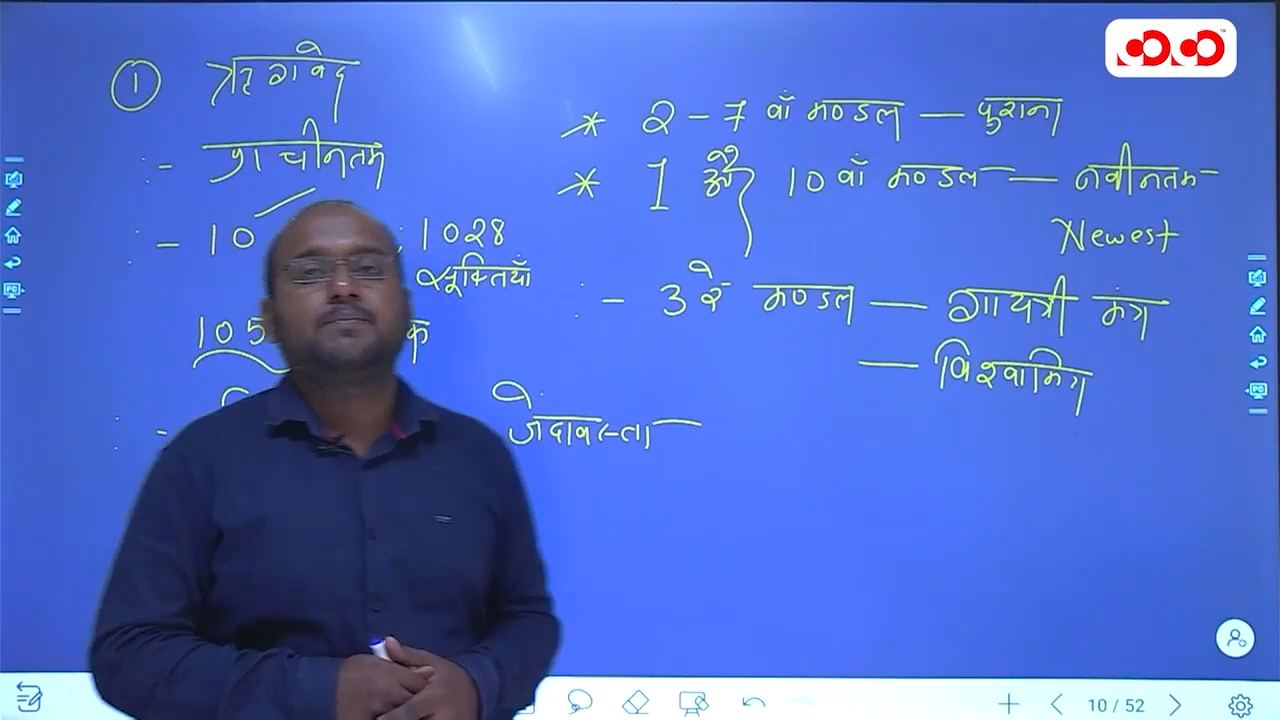 ① ऋग्वेद
- प्राचीनतम
- 10 ; 1028
सूक्तियाँ
105 क
- जेदावस्ता
* 2 - 7 वाँ मण्डल — पुराना
* 1 और 10 वाँ मण्डल — नवीनतम
Newest
- 3 रे मण्डल — गायत्री मंत्र
— विश्वामित्र
10 / 52